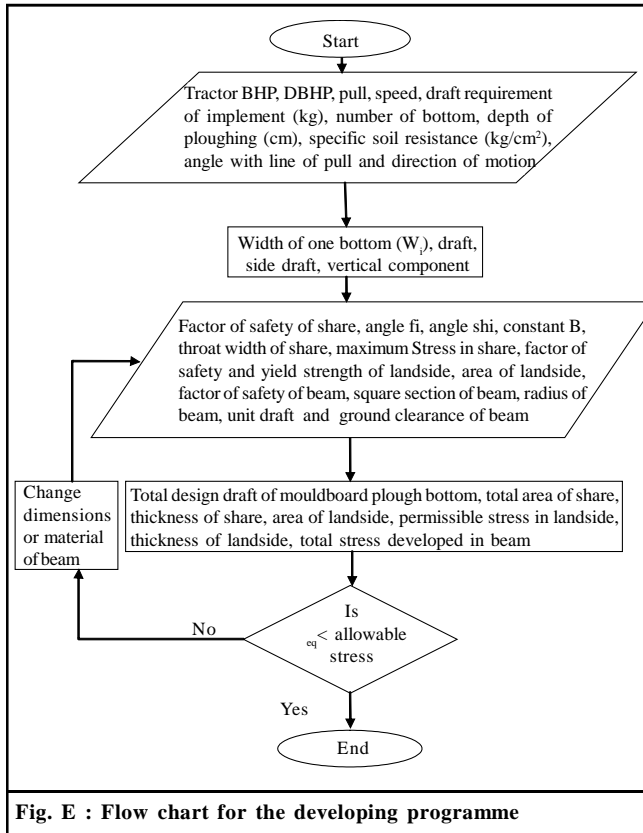 Start
Tractor BHP, DBHP, pull, speed, draft requirement
of implement (kg), number of bottom, depth of
ploughing (cm), specific soil resistance (kg/cm²),
angle with line of pull and direction of motion
Width of one bottom (Wᵢ), draft,
side draft, vertical component
Factor of safety of share, angle fi, angle shi, constant B,
throat width of share, maximum Stress in share, factor of
safety and yield strength of landside, area of landside,
factor of safety of beam, square section of beam, radius of
beam, unit draft and ground clearance of beam
Change
dimensions
or material
of beam
Total design draft of mouldboard plough bottom, total area of share,
thickness of share, area of landside, permissible stress in landside,
thickness of landside, total stress developed in beam
No
Is
eq< allowable
stress
Yes
End
Fig. E : Flow chart for the developing programme